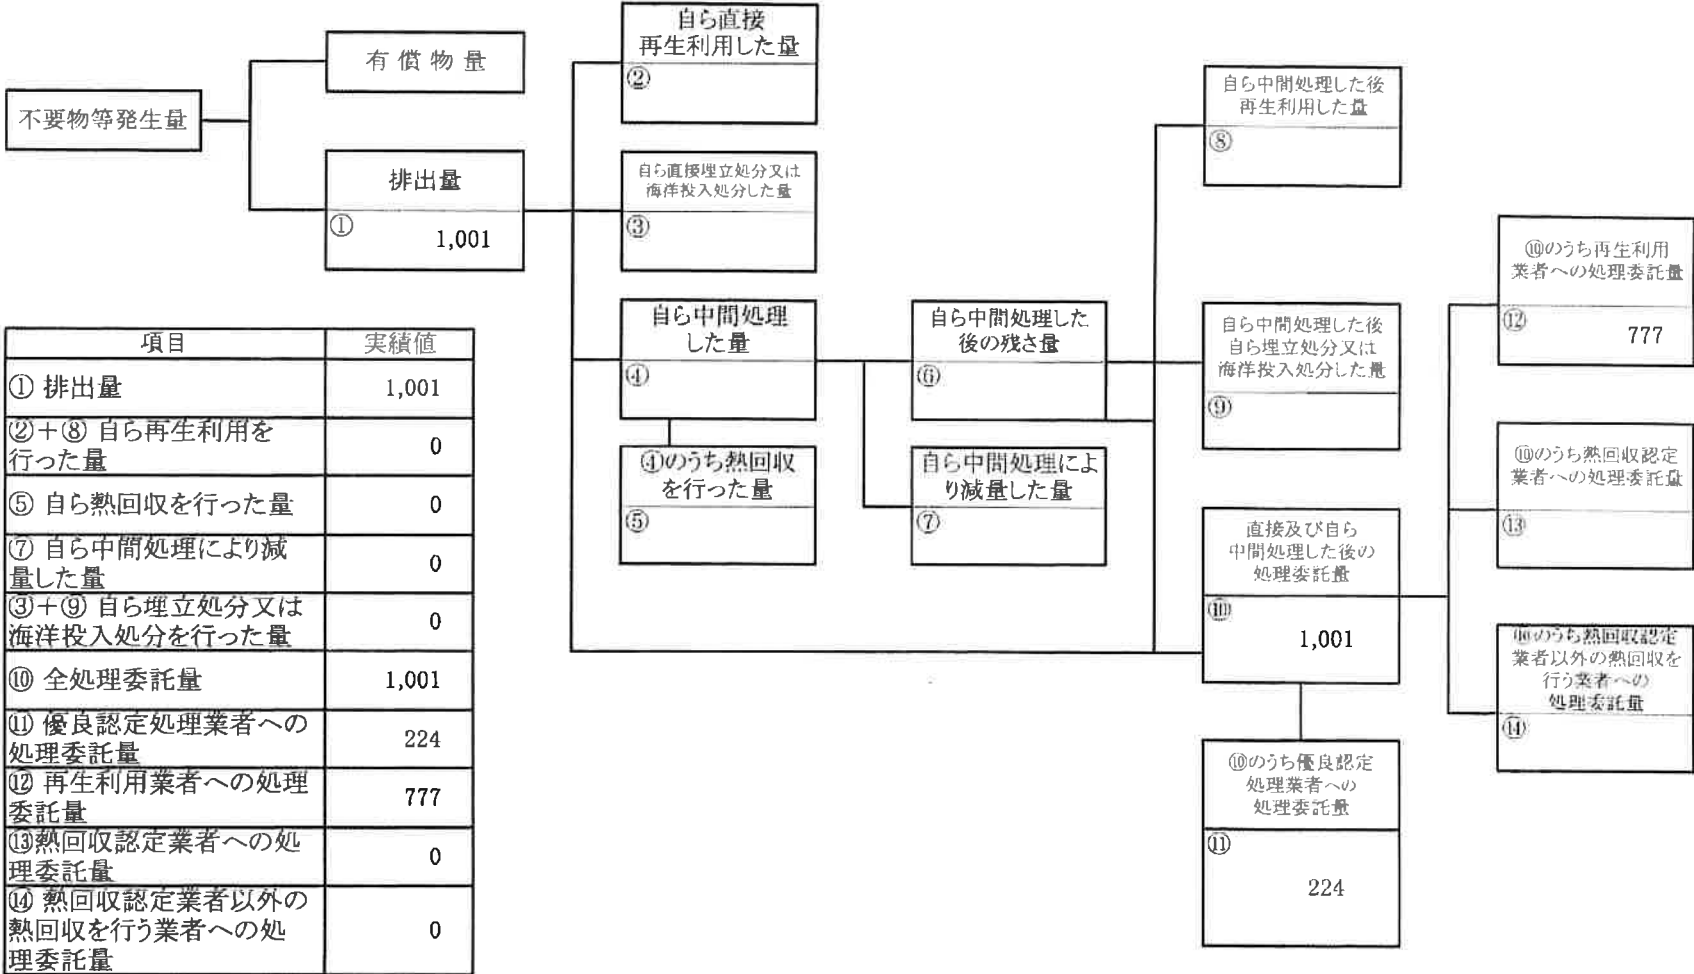 不要物等発生量
有償物量
排出量
①
1,001
自ら直接
再生利用した量
②
自ら直接埋立処分又は
海洋投入処分した量
③
自ら中間処理
した量
④
④のうち熱回収
を行った量
⑤
自ら中間処理した
後の残さ量
⑥
自ら中間処理によ
り減量した量
⑦
自ら中間処理した後
再生利用した量
⑧
自ら中間処理した後
自ら埋立処分又は
海洋投入処分した量
⑨
直接及び自ら
中間処理した後の
処理委託量
⑩
1,001
⑩のうち優良認定
処理業者への
処理委託量
⑪
224
⑩のうち再生利用
業者への処理委託量
⑫
777
⑩のうち熱回収認定
業者への処理委託量
⑬
⑩のうち熱回収認定
業者以外の熱回収を
行う業者への
処理委託量
⑭
項目 実績値
① 排出量 1,001
②＋⑧ 自ら再生利用を
行った量 0
⑤ 自ら熱回収を行った量 0
⑦ 自ら中間処理により減
量した量 0
③＋⑨ 自ら埋立処分又は
海洋投入処分を行った量 0
⑩ 全処理委託量 1,001
⑪ 優良認定処理業者への
処理委託量 224
⑫ 再生利用業者への処理
委託量 777
⑬熱回収認定業者への処
理委託量 0
⑭ 熱回収認定業者以外の
熱回収を行う業者への処
理委託量 0